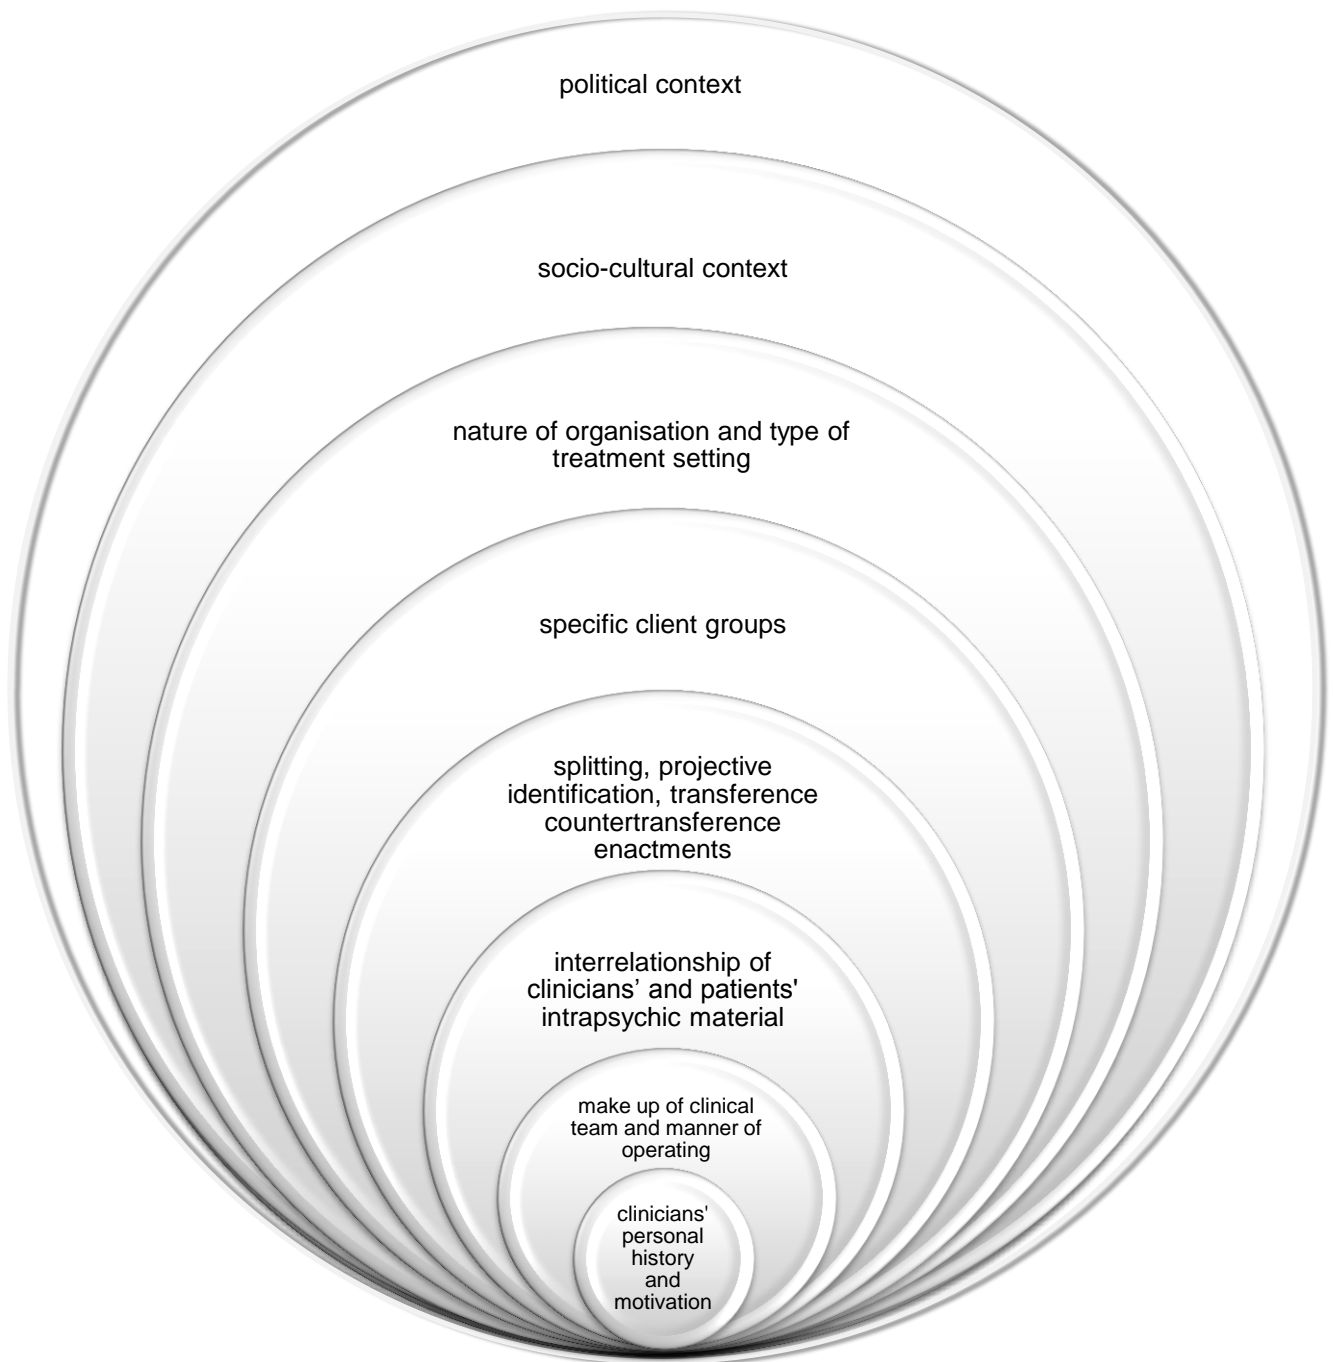 political context
socio-cultural context
nature of organisation and type of
treatment setting
specific client groups
splitting, projective
identification, transference
countertransference
enactments
interrelationship of
clinicians’ and patients'
intrapsychic material
make up of clinical
team and manner of
operating
clinicians'
personal
history
and
motivation